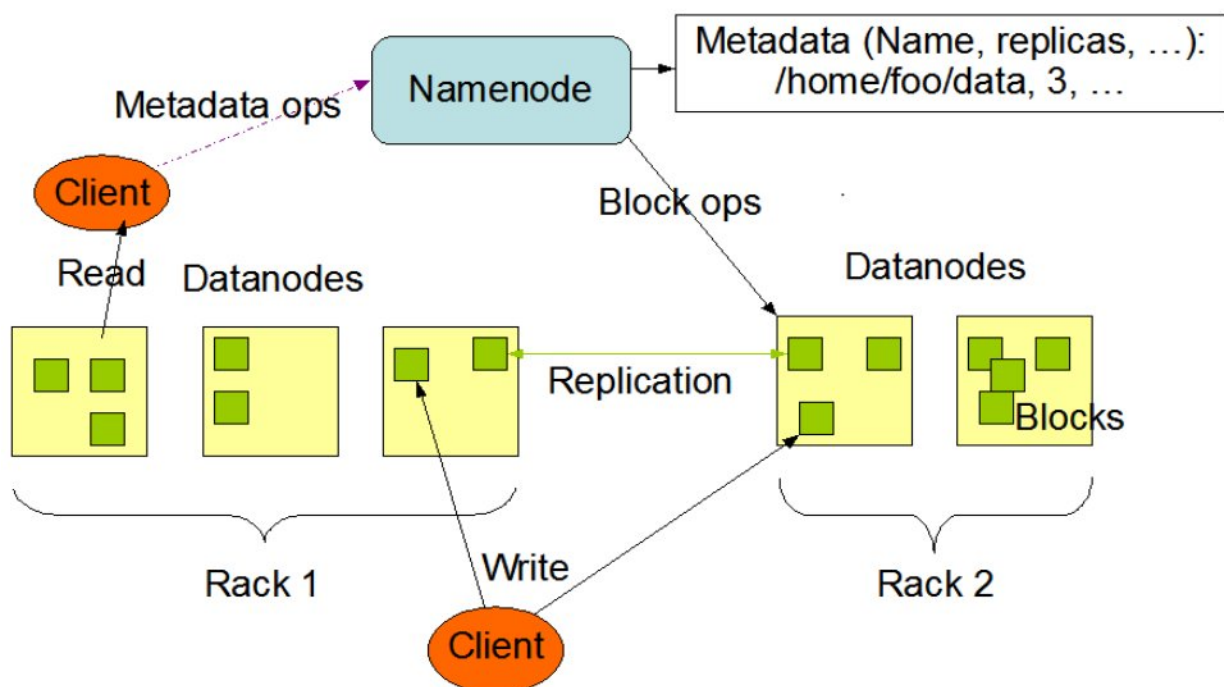 Metadata (Name, replicas, …):
/home/foo/data, 3, …
Namenode
Metadata ops
Client
Block ops
Read
Datanodes
Datanodes
Replication
Blocks
Rack 1
Write
Rack 2
Client